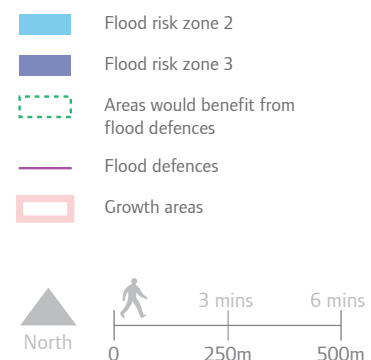 Flood risk zone 2
Flood risk zone 3
Areas would benefit from
flood defences
Flood defences
Growth areas
3 mins 6 mins
North
0 250m 500m